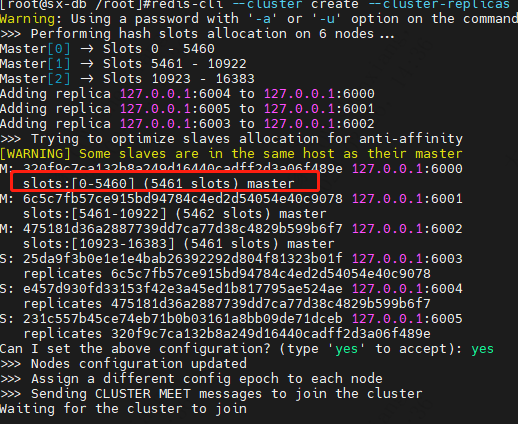 [root@sx-db /root]#redis-cli --cluster create --cluster-replicas
Warning: Using a password with '-a' or '-u' option on the command
>>> Performing hash slots allocation on 6 nodes...
Master[0] -> Slots 0 - 5460
Master[1] -> Slots 5461 - 10922
Master[2] -> Slots 10923 - 16383
Adding replica 127.0.0.1:6004 to 127.0.0.1:6000
Adding replica 127.0.0.1:6005 to 127.0.0.1:6001
Adding replica 127.0.0.1:6003 to 127.0.0.1:6002
>>> Trying to optimize slaves allocation for anti-affinity
[WARNING] Some slaves are in the same host as their master
M: 320f9c7ca132b8a249d16440cadff2d3a06f489e 127.0.0.1:6000
slots:[0-5460] (5461 slots) master
M: 6c5c7fb57ce915bd94784c4ed2d54054e40c9078 127.0.0.1:6001
slots:[5461-10922] (5462 slots) master
M: 475181d36a2887739dd7ca77d38c4829b599b6f7 127.0.0.1:6002
slots:[10923-16383] (5461 slots) master
S: 25da9f3b0e1e1e4bab26392292d804f81323b01f 127.0.0.1:6003
replicates 6c5c7fb57ce915bd94784c4ed2d54054e40c9078
S: e457d930fd33153f42e3a45ed1b817795ae524ae 127.0.0.1:6004
replicates 475181d36a2887739dd7ca77d38c4829b599b6f7
S: 231c557b45ce74eb71b0b03161a8bb09de71dceb 127.0.0.1:6005
replicates 320f9c7ca132b8a249d16440cadff2d3a06f489e
Can I set the above configuration? (type 'yes' to accept): yes
>>> Nodes configuration updated
>>> Assign a different config epoch to each node
>>> Sending CLUSTER MEET messages to join the cluster
Waiting for the cluster to join